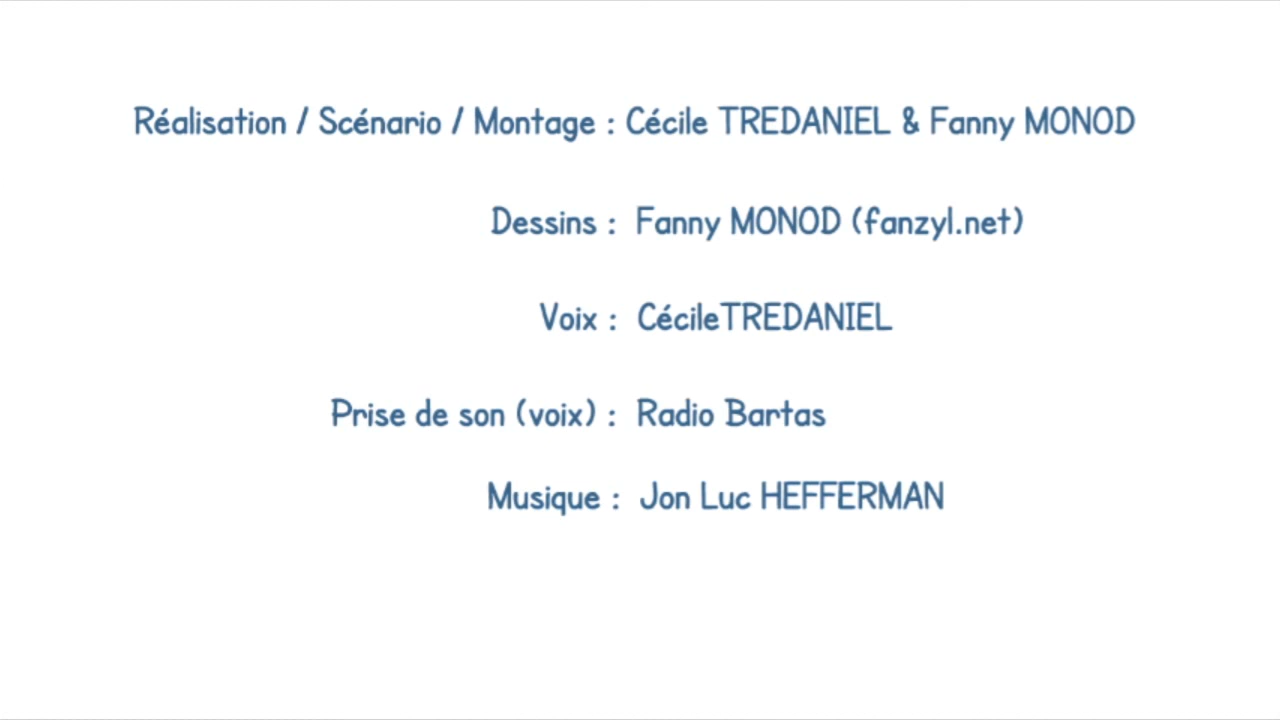 Réalisation / Scénario / Montage : Cécile TREDANIEL & Fanny MONOD
Dessins : Fanny MONOD (fanzyl.net)
Voix : CécileTREDANIEL
Prise de son (voix) : Radio Bartas
Musique : Jon Luc HEFFERMAN